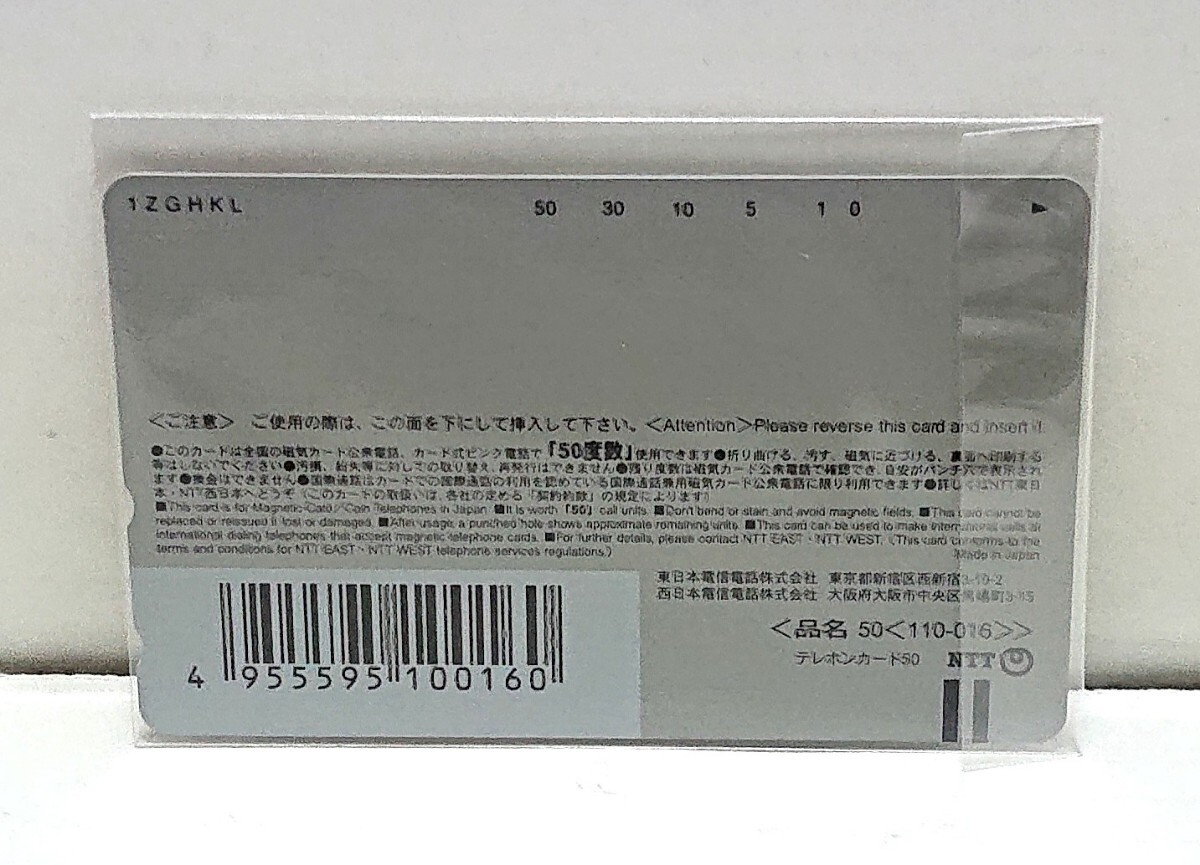 1ZGHKL 50 30 10 5 1 0
<ご注意> ご使用の際は、この面を下にして挿入して下さい。<Attention>Please reverse this card and insert it.
●このカードは全国の磁気カード公衆電話、カード式ピンク電話で「50度数」使用できます●折り曲げる、汚す、磁気に近づける、裏面へ印刷する
等はしないでください●汚損、紛失等に対しての取り替え、再発行はできません●残り度数は磁気カード公衆電話で確認でき、目安がパンチ穴で表示され
ます●換金はできません●国際通話はカードでの国際通話の利用を認めている国際通話兼用磁気カード公衆電話に限り利用できます●詳しくはNTT東日
本・NTT西日本へどうぞ(このカードの取扱いは、各社の定める「契約約款」の規定によります)
■This card is for Magnetic-Card/Coin Telephones in Japan. ■It is worth「50」call units. ■Don't bend or stain and avoid magnetic fields. ■This card cannot be
replaced or reissued if lost or damaged. ■After usage, a punched hole shows approximate remaining units. ■This card can be used to make international calls at
international dialing telephones that accept magnetic telephone cards. ■For further details, please contact NTT EAST・NTT WEST. (This card conforms to the
terms and conditions for NTT EAST・NTT WEST telephone services regulations.) Made in Japan
東日本電信電話株式会社 東京都新宿区西新宿3-19-2
西日本電信電話株式会社 大阪府大阪市中央区馬場町3-15
<品名 50<110-016>>
テレホンカード50 NTT
4 955595 100160